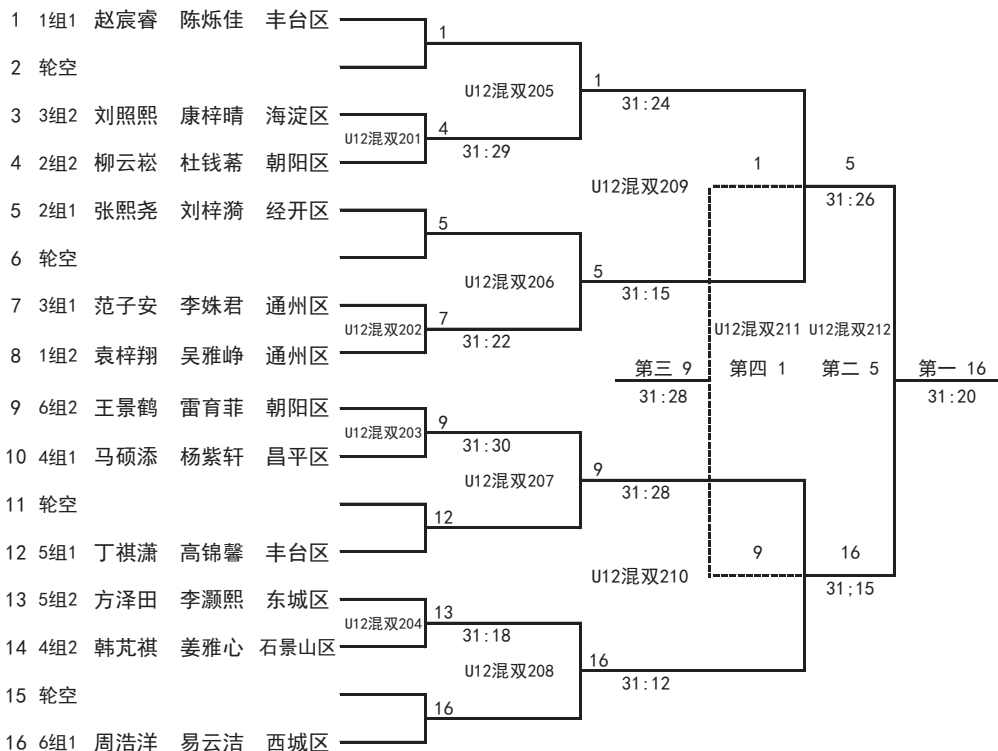 1 1组1 赵宸睿 陈烁佳 丰台区
1
2 轮空
U12混双205
1
31:24
3 3组2 刘照熙 康梓晴 海淀区
U12混双201
4
31:29
4 2组2 柳云崧 杜钱萫 朝阳区
U12混双209
1
5
31:26
5 2组1 张熙尧 刘梓漪 经开区
5
6 轮空
U12混双206
5
31:15
7 3组1 范子安 李姝君 通州区
U12混双202
7
31:22
8 1组2 袁梓翔 吴雅峥 通州区
U12混双211 U12混双212
第三 9 第四 1 第二 5 第一 16
31:28
31:20
9 6组2 王景鹤 雷育菲 朝阳区
U12混双203
9
31:30
10 4组1 马硕添 杨紫轩 昌平区
U12混双207
9
31:28
11 轮空
12
12 5组1 丁祺潇 高锦馨 丰台区
U12混双210
9
16
31;15
13 5组2 方泽田 李灏熙 东城区
U12混双204
13
31:18
14 4组2 韩芃祺 姜雅心 石景山区
U12混双208
16
31:12
15 轮空
16
16 6组1 周浩洋 易云洁 西城区